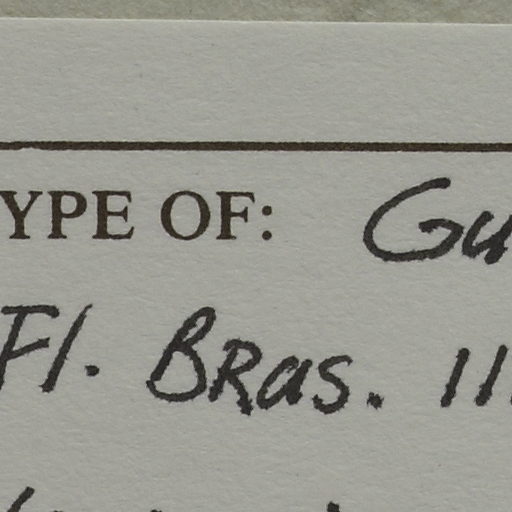 YPE OF: Gu
Fl. Bras. 11